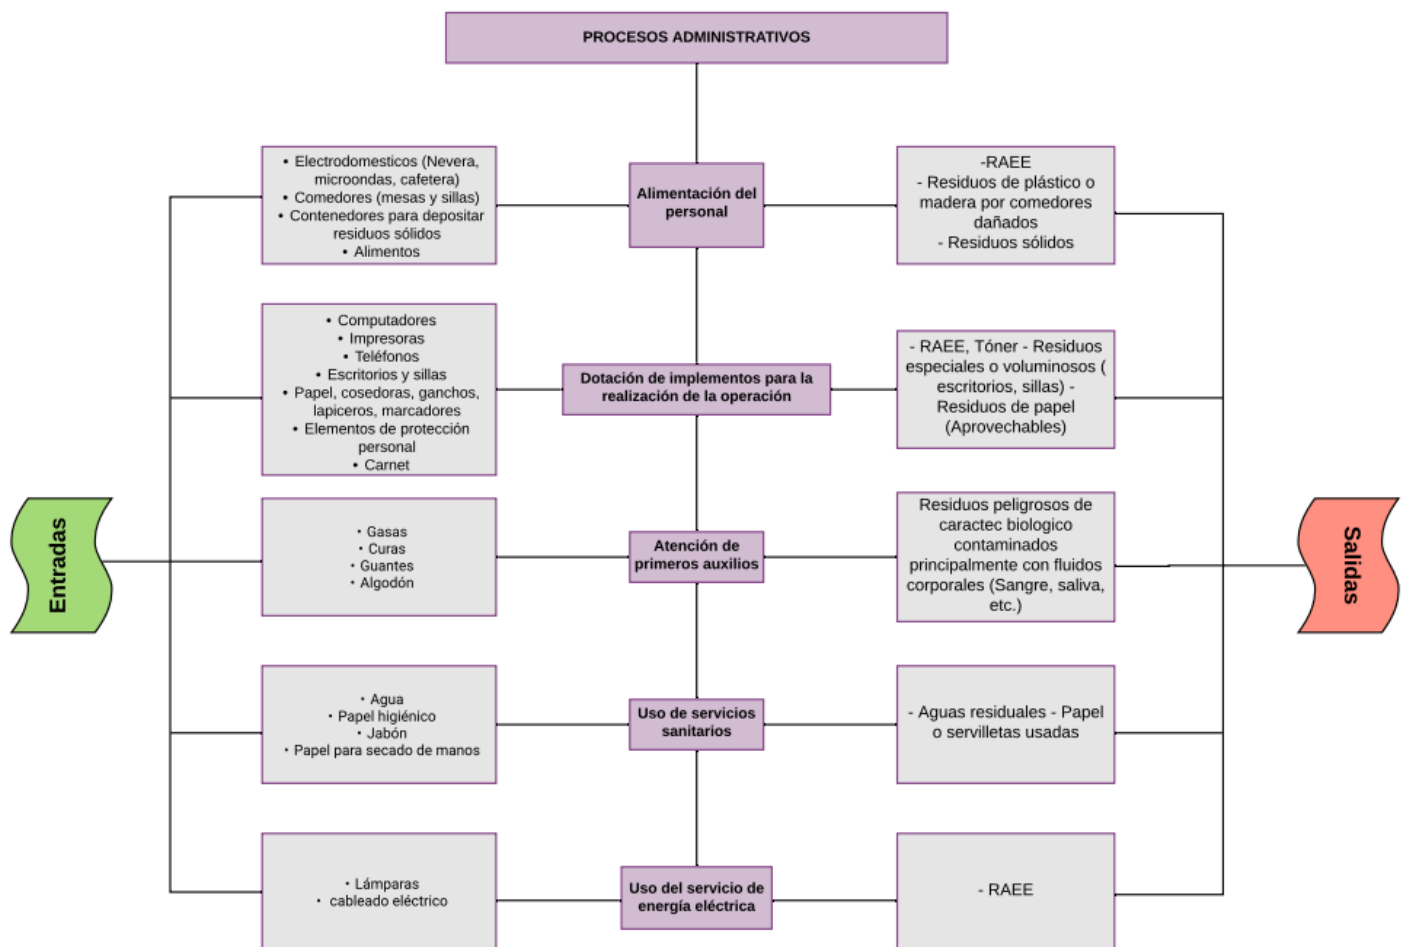 PROCESOS ADMINISTRATIVOS
• Electrodomesticos (Nevera,
microondas, cafetera)
• Comedores (mesas y sillas)
• Contenedores para depositar
residuos sólidos
• Alimentos
Alimentación del
personal
-RAEE
- Residuos de plástico o
madera por comedores
dañados
- Residuos sólidos
• Computadores
• Impresoras
• Teléfonos
• Escritorios y sillas
• Papel, cosedoras, ganchos,
lapiceros, marcadores
• Elementos de protección
personal
• Carnet
Dotación de implementos para la
realización de la operación
- RAEE, Tóner - Residuos
especiales o voluminosos (
escritorios, sillas) -
Residuos de papel
(Aprovechables)
Entradas
• Gasas
• Curas
• Guantes
• Algodón
Atención de
primeros auxilios
Residuos peligrosos de
caractec biologico
contaminados
principalmente con fluidos
corporales (Sangre, saliva,
etc.)
Salidas
• Agua
• Papel higiénico
• Jabón
• Papel para secado de manos
Uso de servicios
sanitarios
- Aguas residuales - Papel
o servilletas usadas
• Lámparas
• cableado eléctrico
Uso del servicio de
energía eléctrica
- RAEE